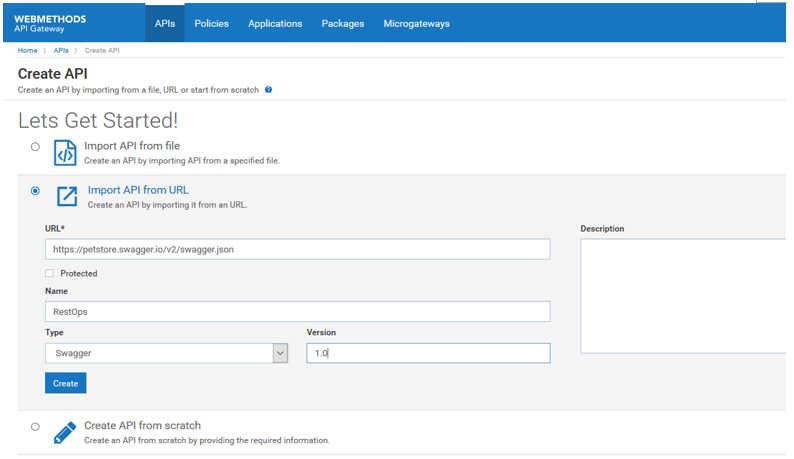 WEBMETHODS
API Gateway
APIs Policies Applications Packages Microgateways
Home 〉 APIs 〉 Create API
Create API
Create an API by importing from a file, URL or start from scratch ?
Lets Get Started!
Import API from file
Create an API by importing API from a specified file.
Import API from URL
Create an API by importing it from an URL.
URL* Description
https://petstore.swagger.io/v2/swagger.json
Protected
Name
RestOps
Type Version
Swagger 1.0
Create
Create API from scratch
Create an API from scratch by providing the required information.